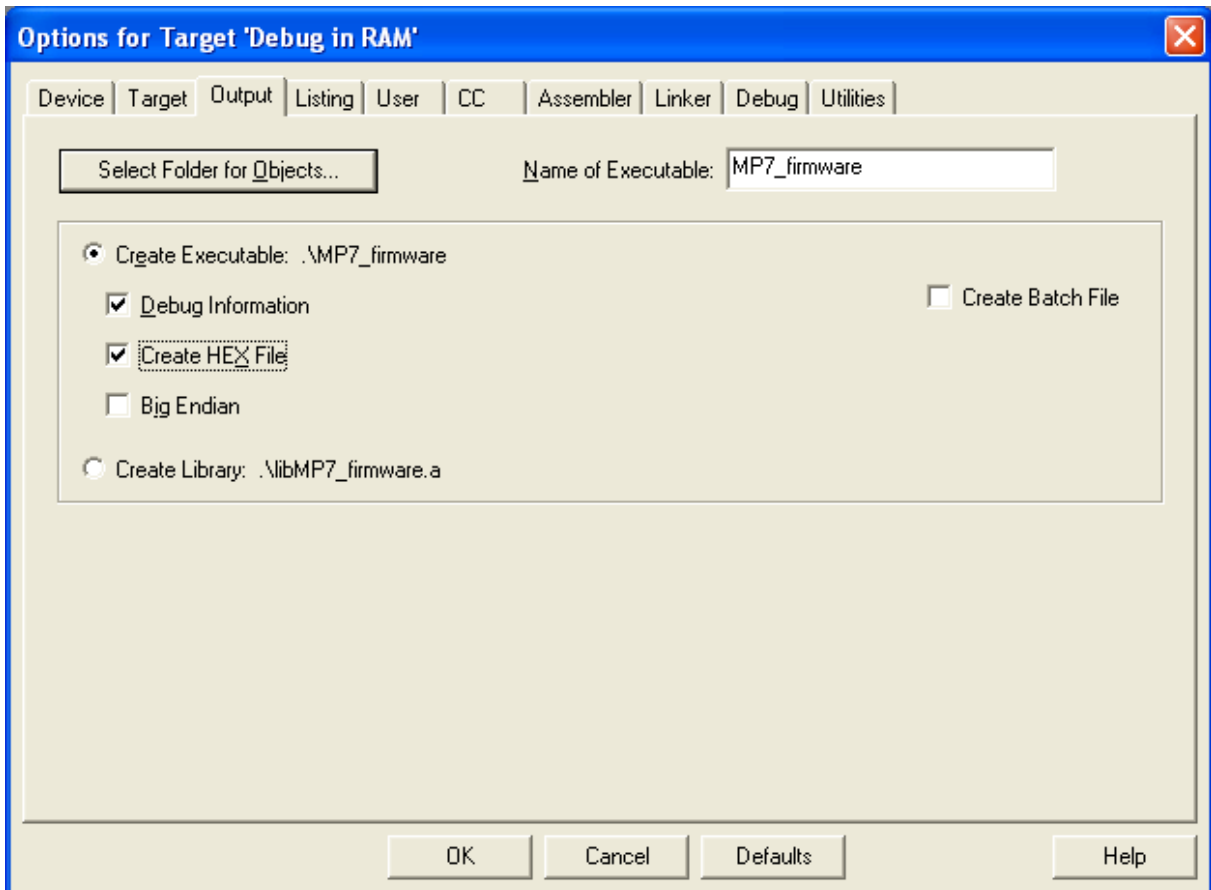 Options for Target 'Debug in RAM'
Device Target Output Listing User CC Assembler Linker Debug Utilities
Select Folder for Objects... Name of Executable: MP7_firmware
Create Executable: .\MP7_firmware
Debug Information Create Batch File
Create HEX File
Big Endian
Create Library: .\libMP7_firmware.a
OK Cancel Defaults Help